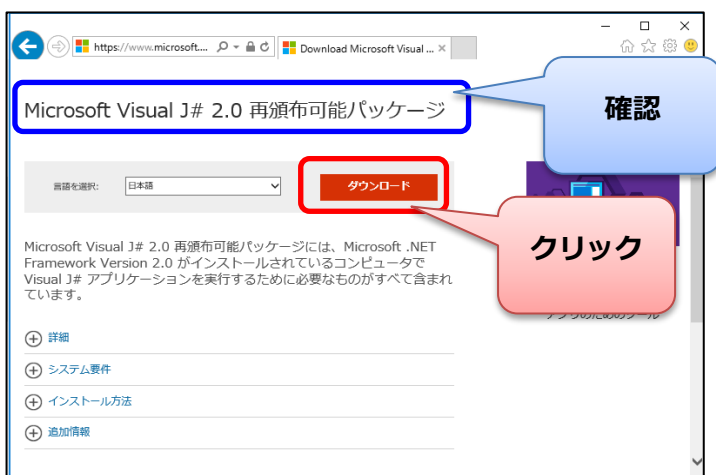 https://www.microsoft....
Download Microsoft Visual ...
Microsoft Visual J# 2.0 再頒布可能パッケージ
確認
言語を選択:
日本語
ダウンロード
クリック
Microsoft Visual J# 2.0 再頒布可能パッケージには、Microsoft .NET
Framework Version 2.0 がインストールされているコンピュータで
Visual J# アプリケーションを実行するために必要なものがすべて含まれ
ています。
詳細
システム要件
インストール方法
追加情報